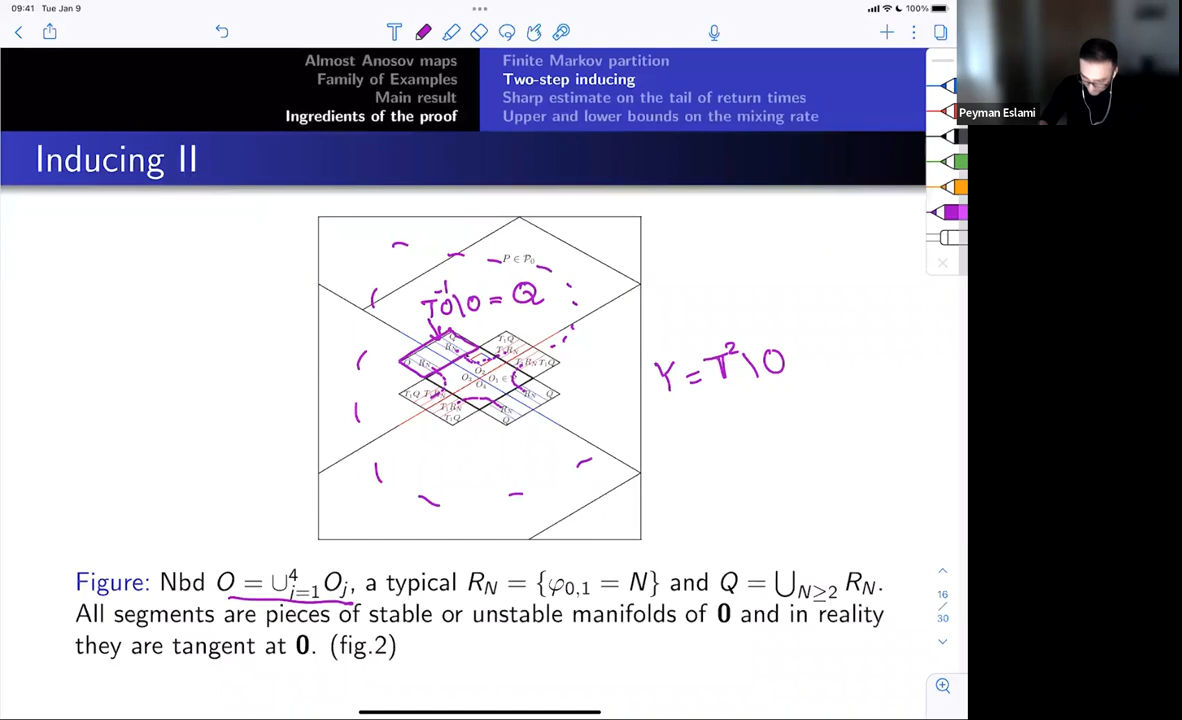 09:41 Tue Jan 9
100%
Almost Anosov maps
Family of Examples
Main result
Ingredients of the proof
Finite Markov partition
Two-step inducing
Sharp estimate on the tail of return times
Upper and lower bounds on the mixing rate
Peyman Eslami
Inducing II
P ∈ 𝒫₀
T⁻¹O\O = Q
Y = 𝕋² \ O
Figure: Nbd O = ∪⁴ᵢ₌₁Oⱼ, a typical R_N = {φ₀,₁ = N} and Q = ⋃_{N≥2} R_N.
All segments are pieces of stable or unstable manifolds of 0 and in reality
they are tangent at 0. (fig.2)
16
/
30